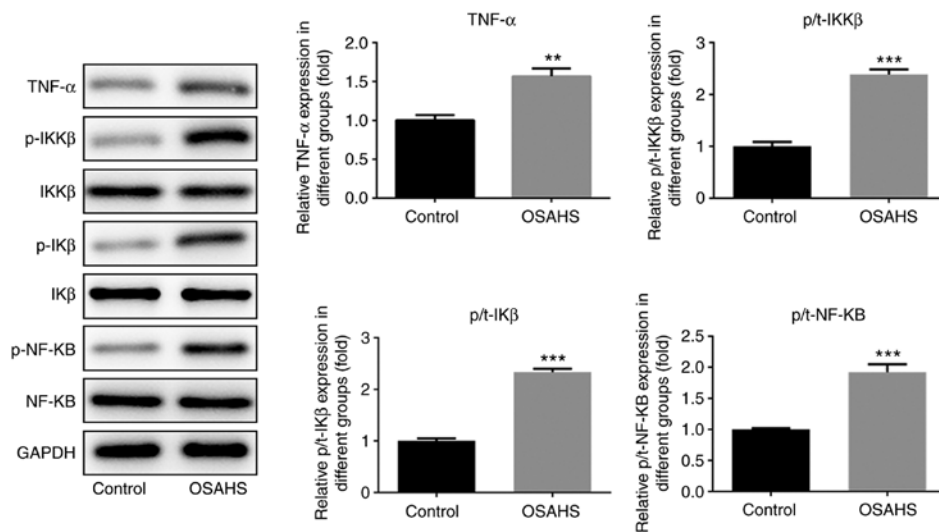 TNF-α
p-IKKβ
IKKβ
p-IKβ
IKβ
p-NF-KB
NF-KB
GAPDH
Control OSAHS
TNF-α
Relative TNF-α expression in
different groups (fold)
2.0
1.5
1.0
0.5
0.0
**
Control OSAHS
p/t-IKKβ
Relative p/t-IKKβ expression in
different groups (fold)
3
2
1
0
***
Control OSAHS
p/t-IKβ
Relative p/t-IKβ expression in
different groups (fold)
3
2
1
0
***
Control OSAHS
p/t-NF-KB
Relative p/t-NF-KB expression in
different groups (fold)
2.5
2.0
1.5
1.0
0.5
0.0
***
Control OSAHS